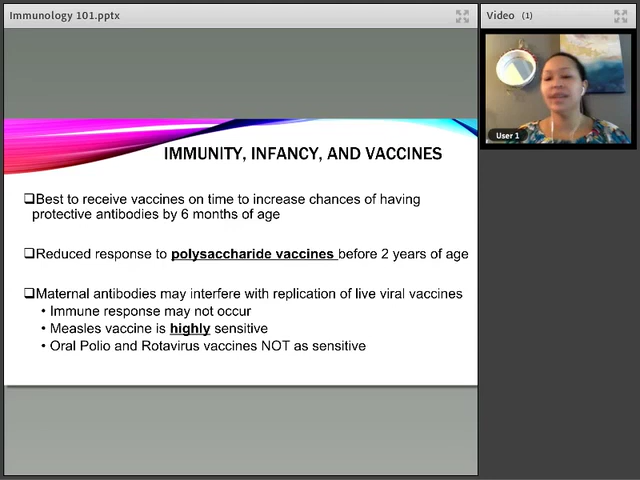 Immunology 101.pptx
Video (1)
User 1
IMMUNITY, INFANCY, AND VACCINES
❑Best to receive vaccines on time to increase chances of having
protective antibodies by 6 months of age
❑Reduced response to polysaccharide vaccines before 2 years of age
❑Maternal antibodies may interfere with replication of live viral vaccines
• Immune response may not occur
• Measles vaccine is highly sensitive
• Oral Polio and Rotavirus vaccines NOT as sensitive